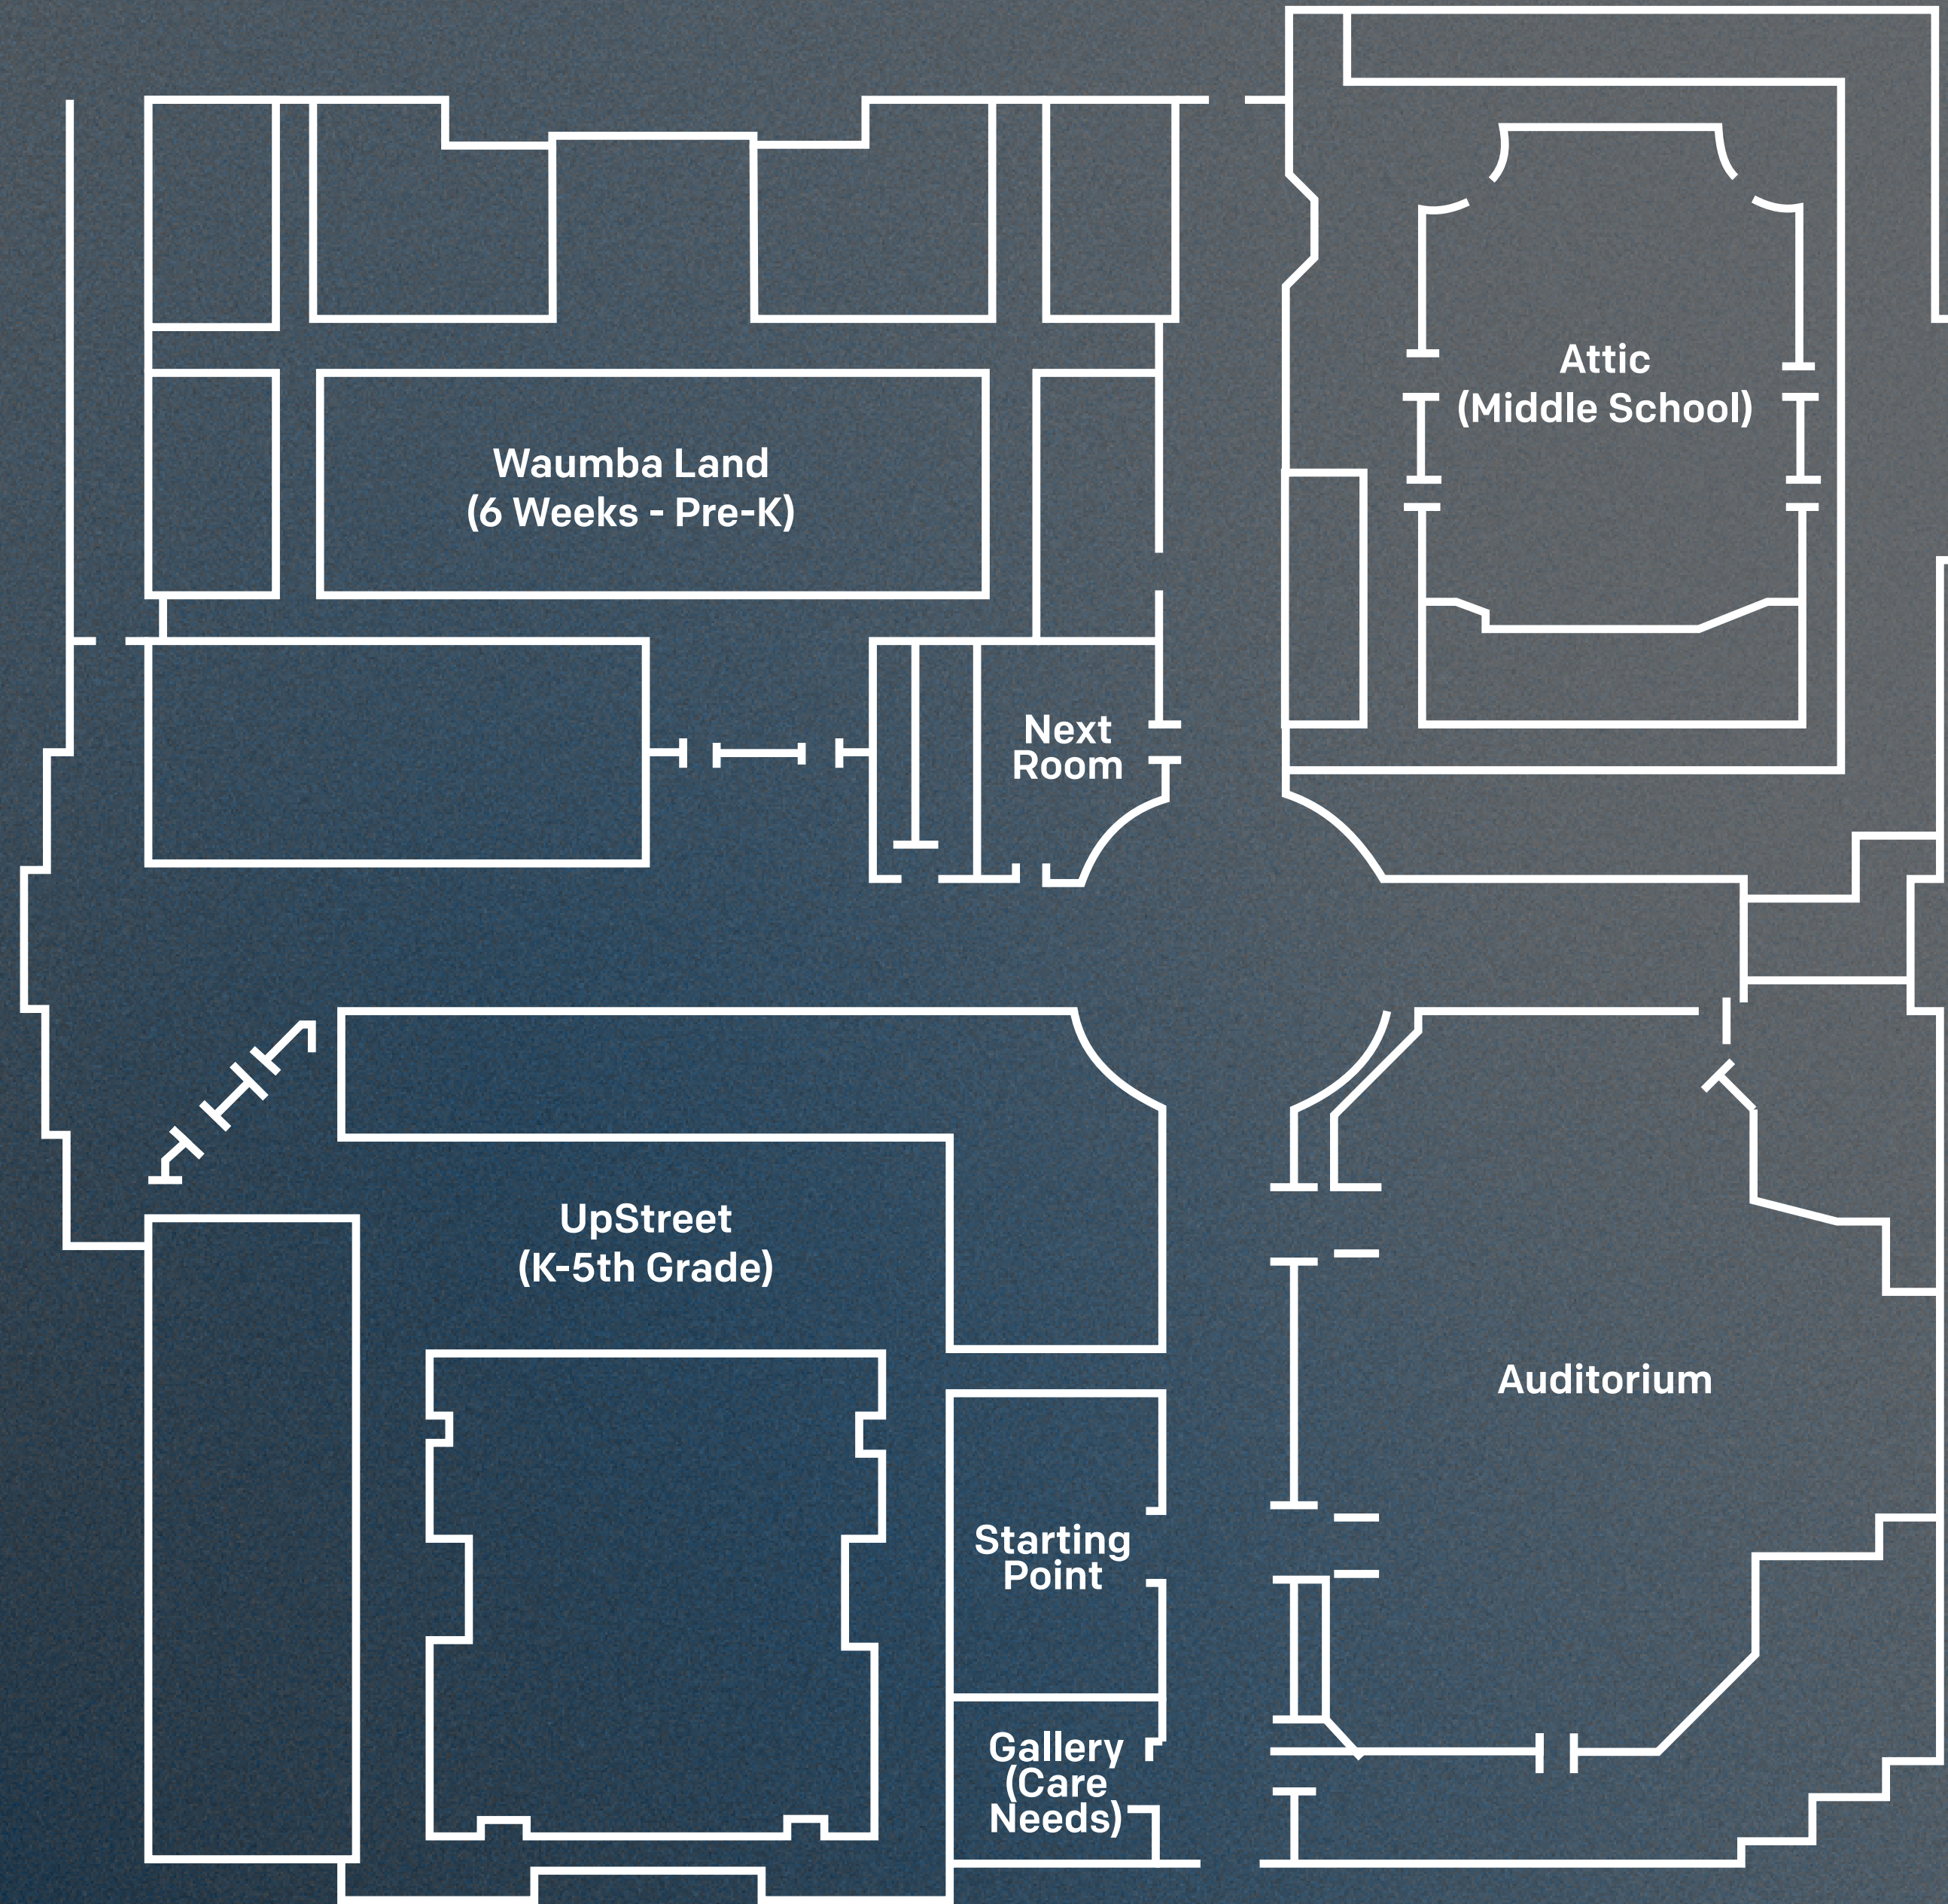 Attic
(Middle School)
Waumba Land
(6 Weeks - Pre-K)
Next
Room
UpStreet
(K-5th Grade)
Auditorium
Starting
Point
Gallery
(Care
Needs)